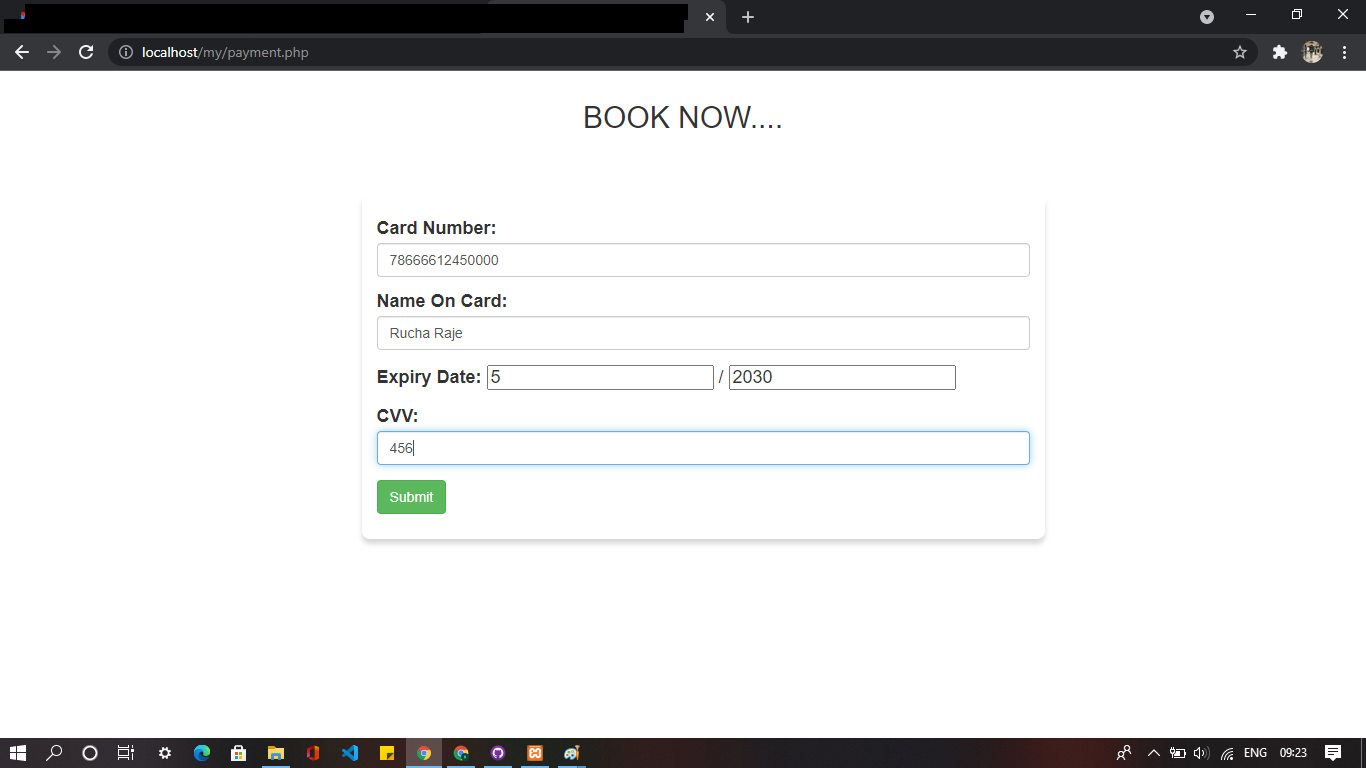 localhost/my/payment.php
BOOK NOW....
Card Number:
78666612450000
Name On Card:
Rucha Raje
Expiry Date: 5 / 2030
CVV:
456
Submit
ENG 09:23